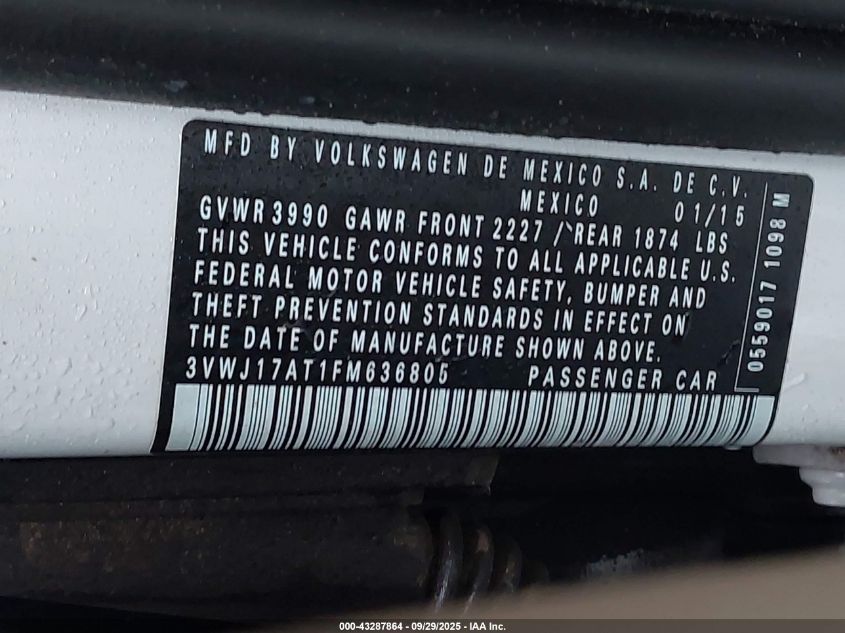 MFD BY VOLKSWAGEN DE MEXICO S.A. DE C.V.
MEXICO 01/15
GVWR 3990 GAWR FRONT 2227 / REAR 1874 LBS
THIS VEHICLE CONFORMS TO ALL APPLICABLE U.S.
FEDERAL MOTOR VEHICLE SAFETY, BUMPER AND
THEFT PREVENTION STANDARDS IN EFFECT ON
THE DATE OF MANUFACTURE SHOWN ABOVE.
3VWJ17AT1FM636805 PASSENGER CAR
0559017 1098 M
000-43287864 - 09/29/2025 - IAA Inc.